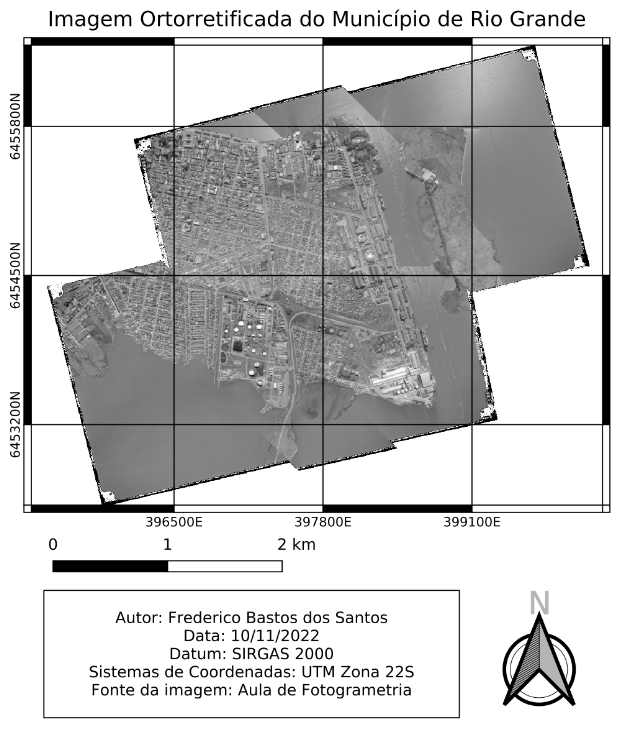 Imagem Ortorretificada do Município de Rio Grande
6455800N
6454500N
6453200N
396500E 397800E 399100E
0 1 2 km
N
Autor: Frederico Bastos dos Santos
Data: 10/11/2022
Datum: SIRGAS 2000
Sistemas de Coordenadas: UTM Zona 22S
Fonte da imagem: Aula de Fotogrametria